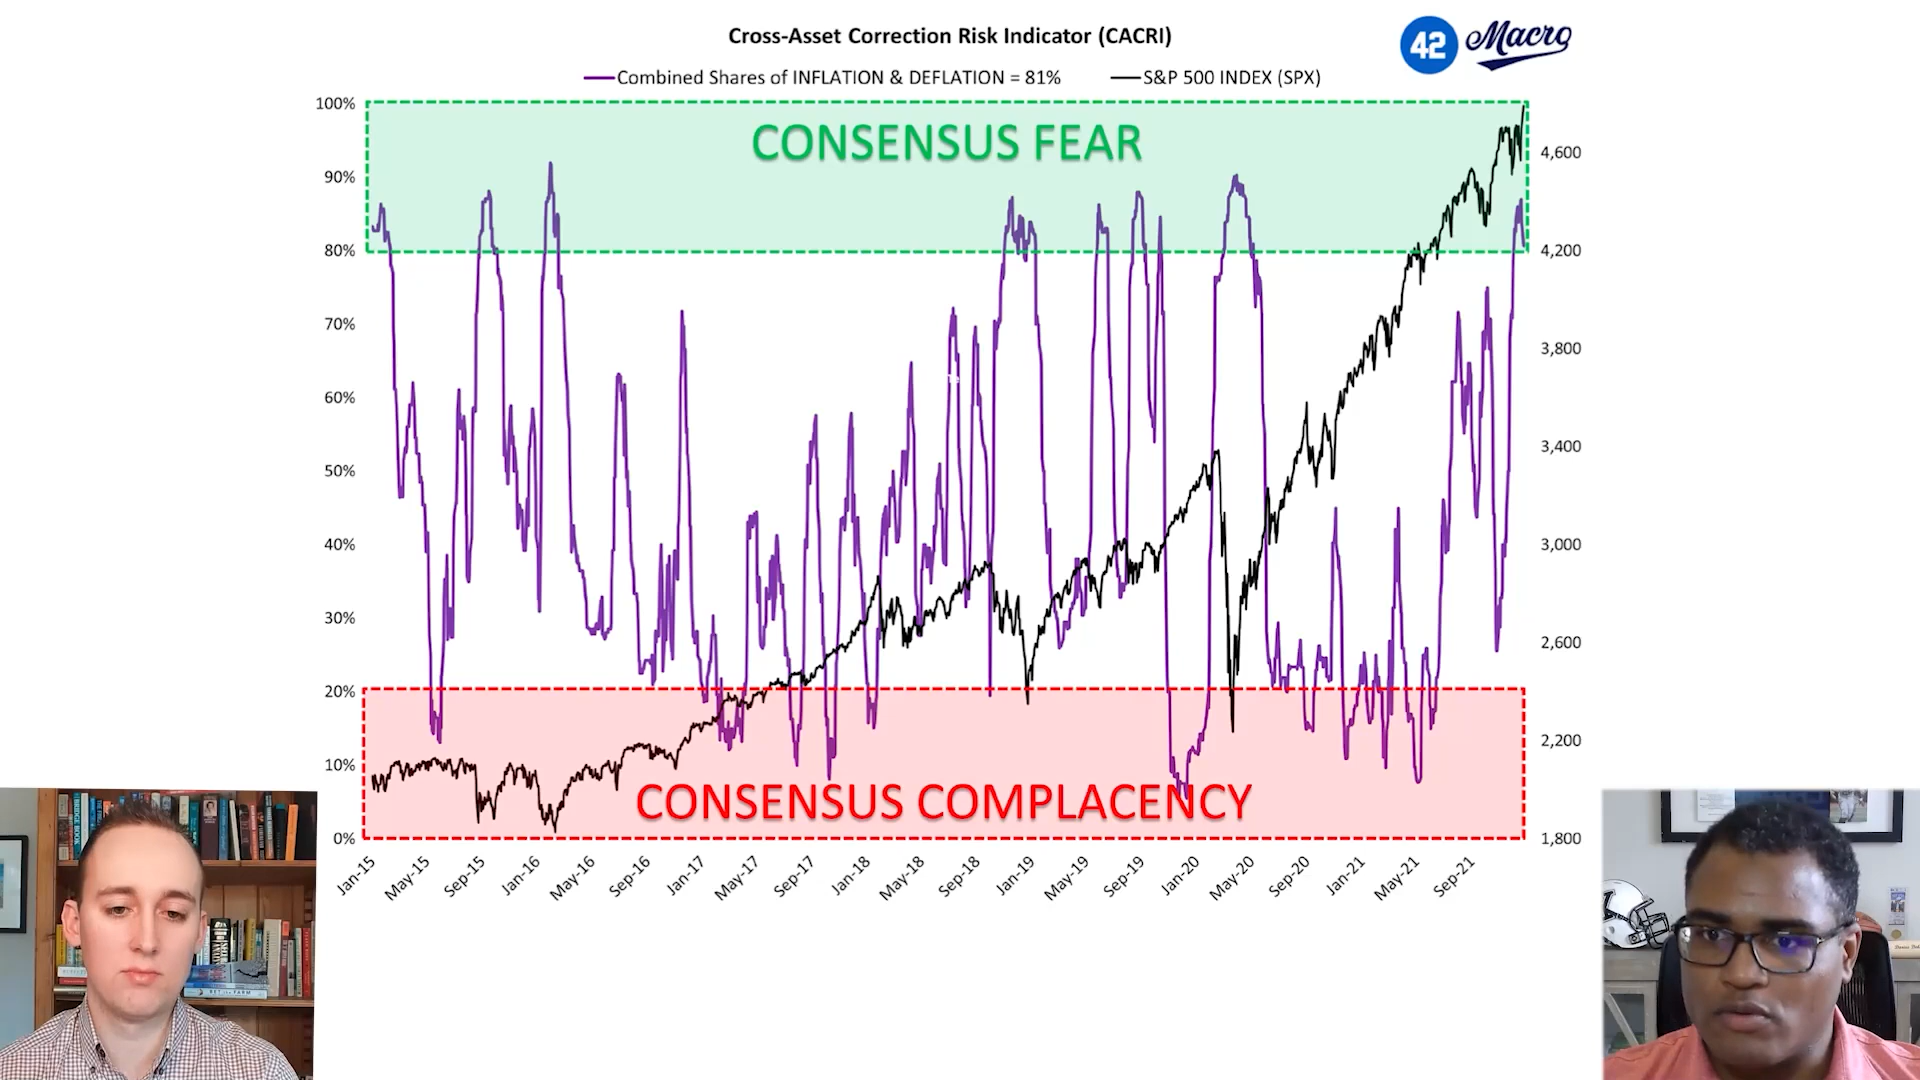 Cross-Asset Correction Risk Indicator (CACRI)
42 Macro
Combined Shares of INFLATION & DEFLATION = 81%
S&P 500 INDEX (SPX)
100%
90%
80%
70%
60%
50%
40%
30%
20%
10%
0%
CONSENSUS FEAR
CONSENSUS COMPLACENCY
4,600
4,200
3,800
3,400
3,000
2,600
2,200
1,800
Jan-15
May-15
Sep-15
Jan-16
May-16
Sep-16
Jan-17
May-17
Sep-17
Jan-18
May-18
Sep-18
Jan-19
May-19
Sep-19
Jan-20
May-20
Sep-20
Jan-21
May-21
Sep-21
BET the FARM